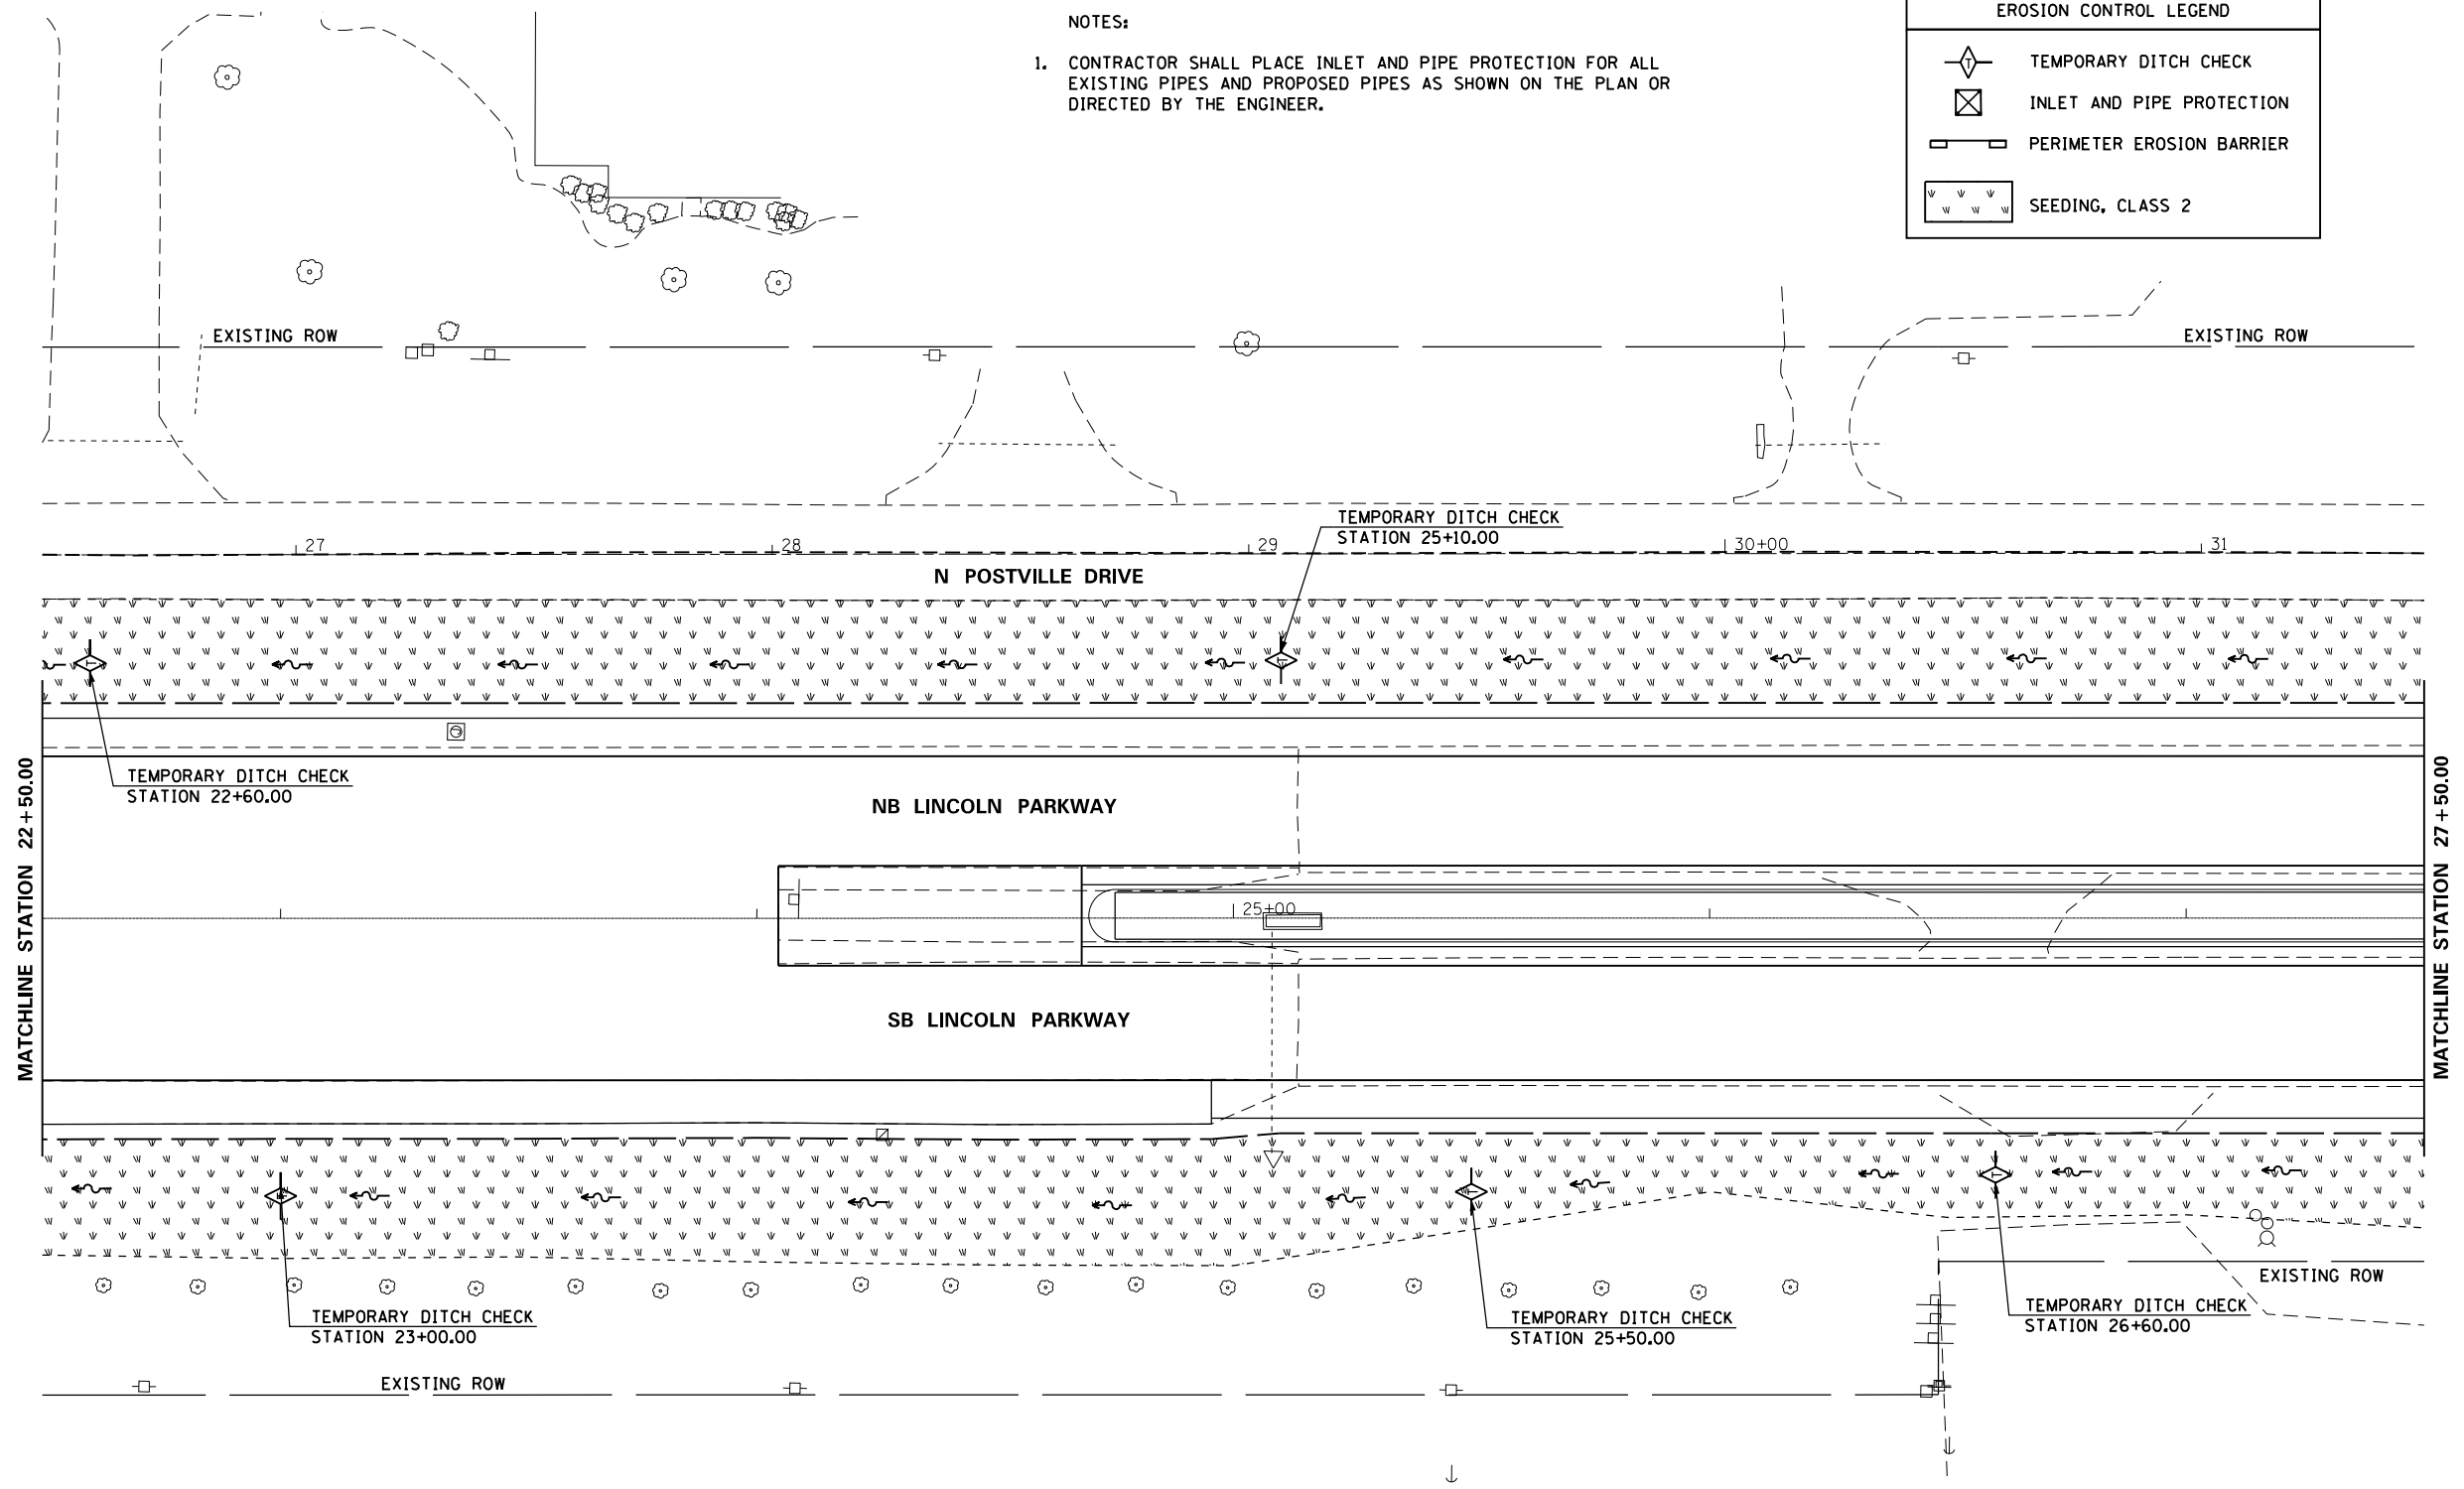 NOTES:
1. CONTRACTOR SHALL PLACE INLET AND PIPE PROTECTION FOR ALL
EXISTING PIPES AND PROPOSED PIPES AS SHOWN ON THE PLAN OR
DIRECTED BY THE ENGINEER.
EROSION CONTROL LEGEND
T TEMPORARY DITCH CHECK
INLET AND PIPE PROTECTION
PERIMETER EROSION BARRIER
SEEDING, CLASS 2
EXISTING ROW
EXISTING ROW
TEMPORARY DITCH CHECK
STATION 25+10.00
27
28
29
30+00
31
N POSTVILLE DRIVE
T
T
TEMPORARY DITCH CHECK
STATION 22+60.00
NB LINCOLN PARKWAY
MATCHLINE STATION 22+50.00
MATCHLINE STATION 27+50.00
25+00
SB LINCOLN PARKWAY
T
T
T
EXISTING ROW
TEMPORARY DITCH CHECK
STATION 23+00.00
TEMPORARY DITCH CHECK
STATION 25+50.00
TEMPORARY DITCH CHECK
STATION 26+60.00
EXISTING ROW